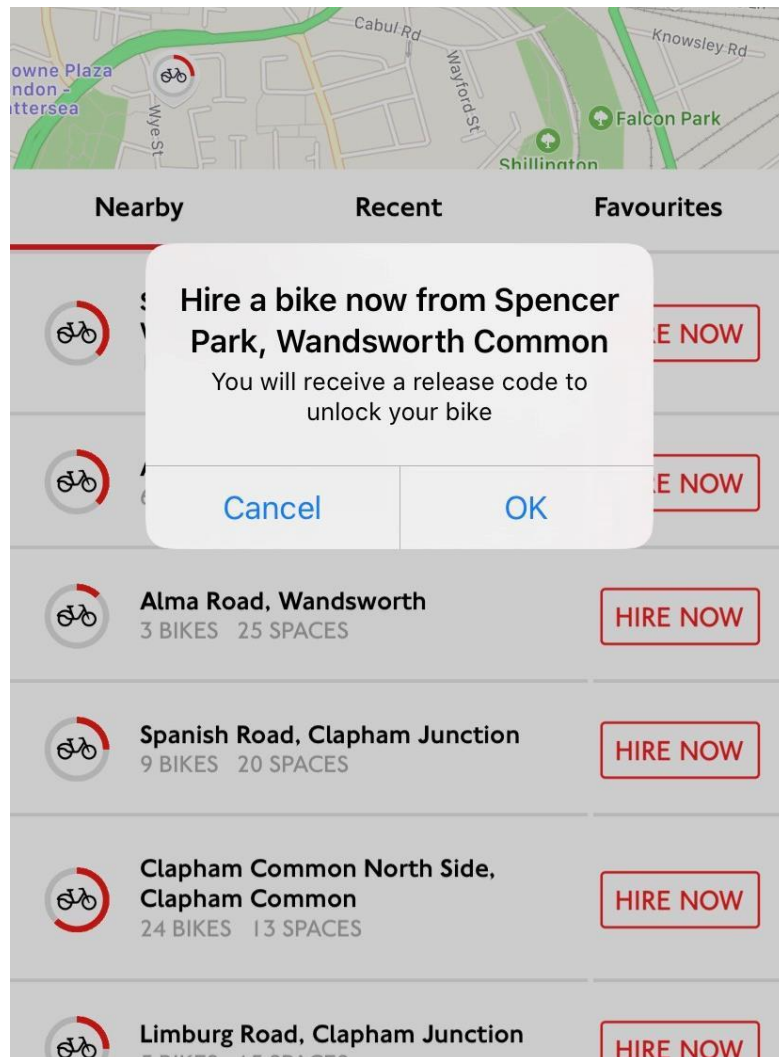 Cabul Rd
Knowsley Rd
owne Plaza
ndon -
attersea
Wayford St
Wye St
Falcon Park
Shillington
Nearby Recent Favourites
Hire a bike now from Spencer
Park, Wandsworth Common
You will receive a release code to
unlock your bike
Cancel OK
E NOW
E NOW
Alma Road, Wandsworth
3 BIKES 25 SPACES
HIRE NOW
Spanish Road, Clapham Junction
9 BIKES 20 SPACES
HIRE NOW
Clapham Common North Side,
Clapham Common
24 BIKES 13 SPACES
HIRE NOW
Limburg Road, Clapham Junction
HIRE NOW